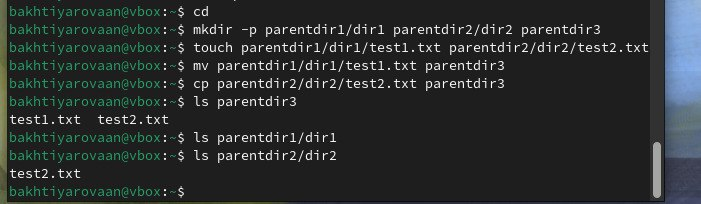 bakhtiyarovaan@vbox:~$ cd
bakhtiyarovaan@vbox:~$ mkdir -p parentdir1/dir1 parentdir2/dir2 parentdir3
bakhtiyarovaan@vbox:~$ touch parentdir1/dir1/test1.txt parentdir2/dir2/test2.txt
bakhtiyarovaan@vbox:~$ mv parentdir1/dir1/test1.txt parentdir3
bakhtiyarovaan@vbox:~$ cp parentdir2/dir2/test2.txt parentdir3
bakhtiyarovaan@vbox:~$ ls parentdir3
test1.txt  test2.txt
bakhtiyarovaan@vbox:~$ ls parentdir1/dir1
bakhtiyarovaan@vbox:~$ ls parentdir2/dir2
test2.txt
bakhtiyarovaan@vbox:~$